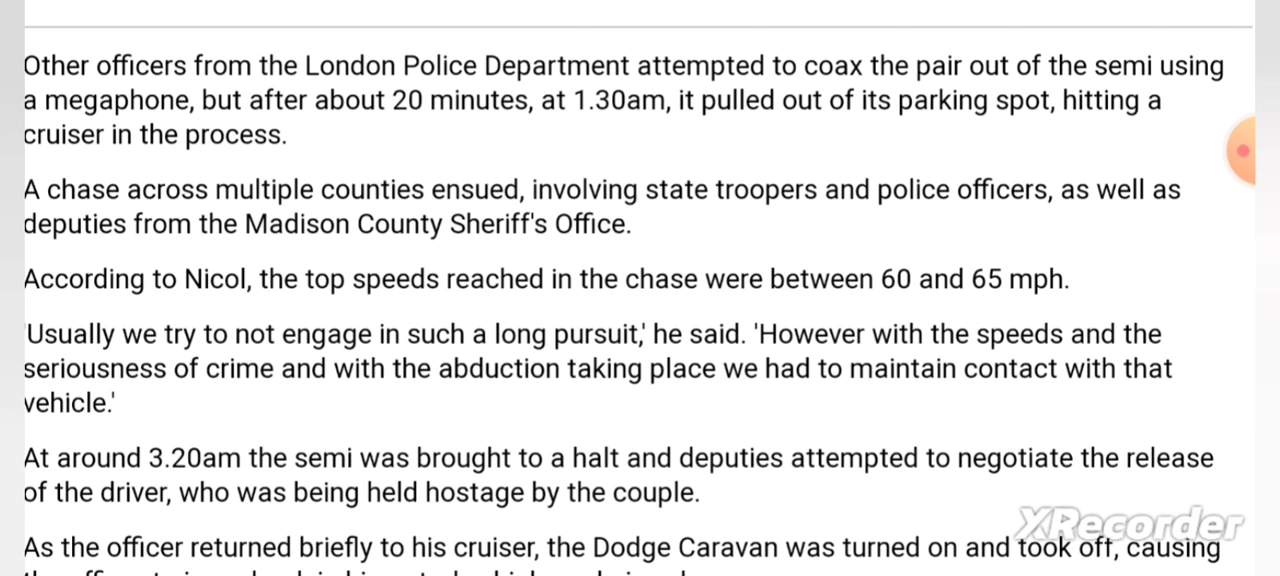 Other officers from the London Police Department attempted to coax the pair out of the semi using
a megaphone, but after about 20 minutes, at 1.30am, it pulled out of its parking spot, hitting a
cruiser in the process.
A chase across multiple counties ensued, involving state troopers and police officers, as well as
deputies from the Madison County Sheriff's Office.
According to Nicol, the top speeds reached in the chase were between 60 and 65 mph.
'Usually we try to not engage in such a long pursuit,' he said. 'However with the speeds and the
seriousness of crime and with the abduction taking place we had to maintain contact with that
vehicle.'
At around 3.20am the semi was brought to a halt and deputies attempted to negotiate the release
of the driver, who was being held hostage by the couple.
XRecorder
As the officer returned briefly to his cruiser, the Dodge Caravan was turned on and took off, causing